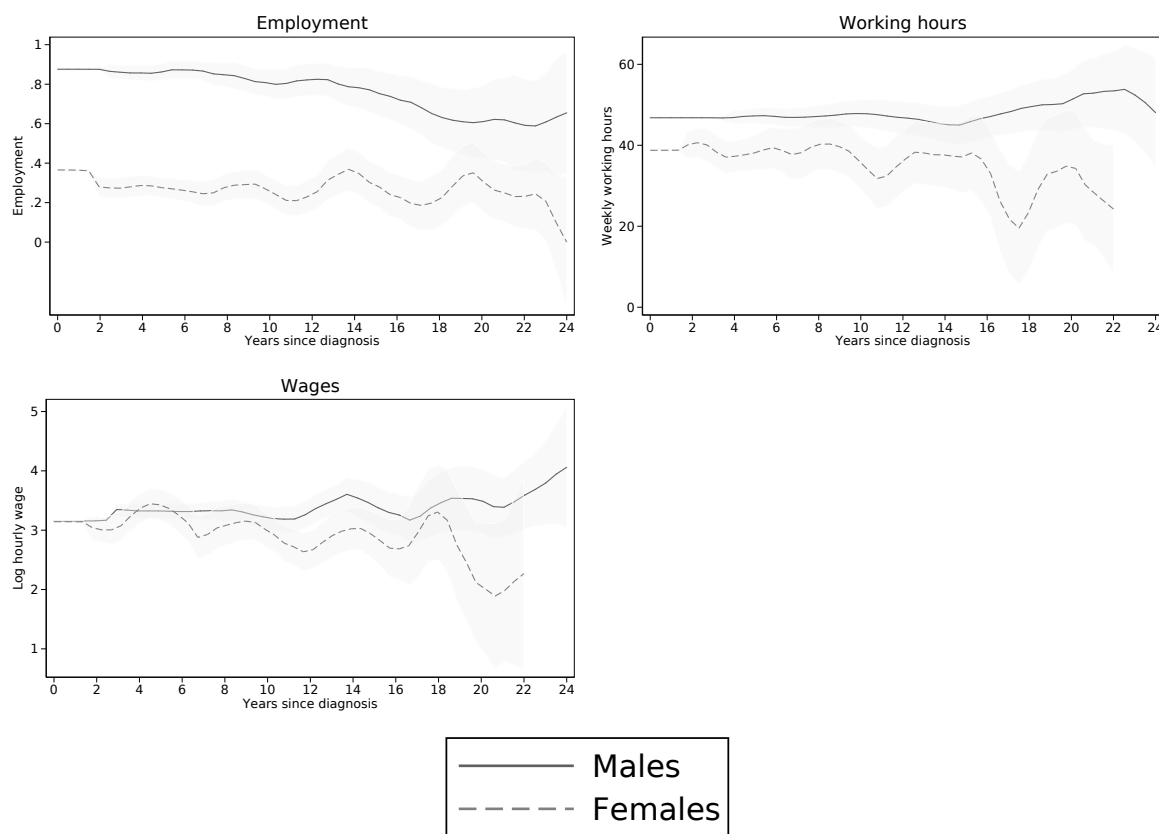 Employment
Employment
1
.8
.6
.4
.2
0
0 2 4 6 8 10 12 14 16 18 20 22 24
Years since diagnosis
Working hours
Weekly working hours
60
40
20
0
0 2 4 6 8 10 12 14 16 18 20 22 24
Years since diagnosis
Wages
Log hourly wage
5
4
3
2
1
0 2 4 6 8 10 12 14 16 18 20 22 24
Years since diagnosis
Males
Females